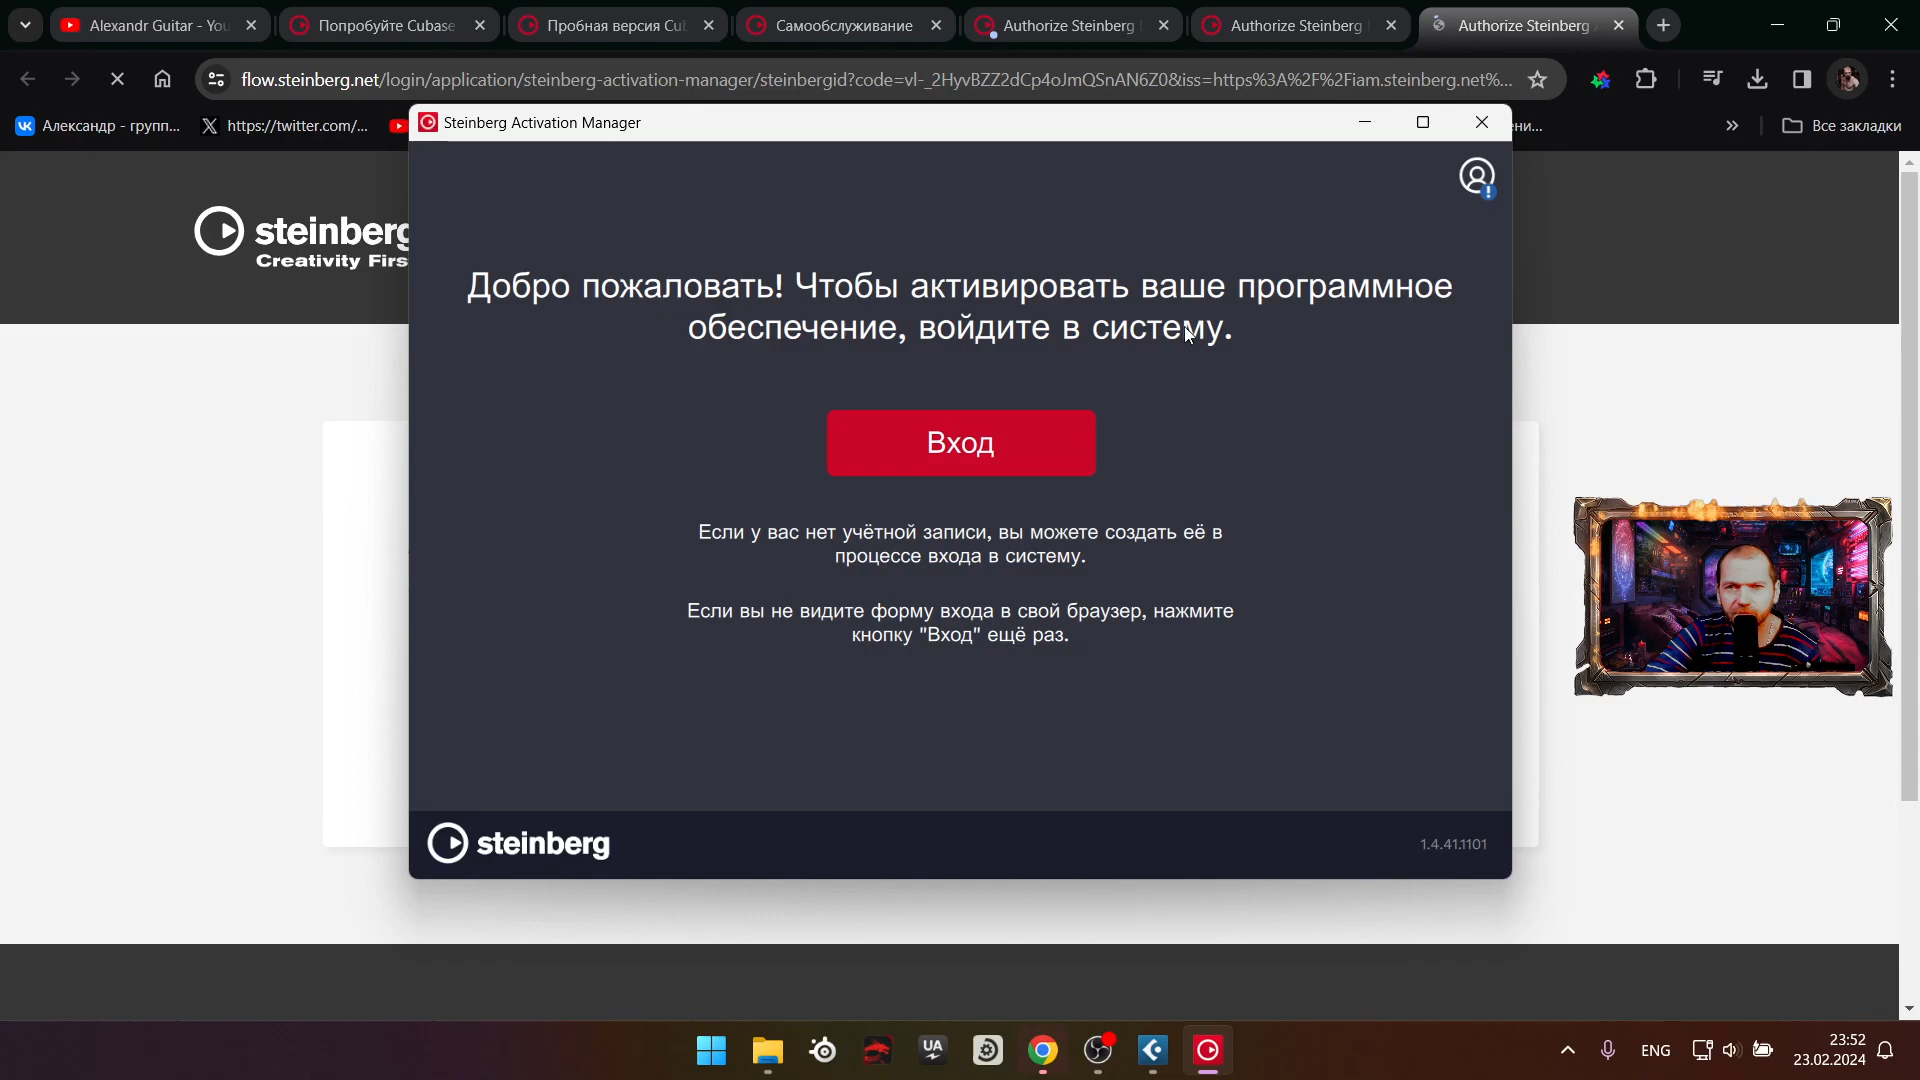 Alexandr Guitar - You
Попробуйте Cubase
Пробная версия Cu
Самообслуживание
Authorize Steinberg
Authorize Steinberg
Authorize Steinberg
flow.steinberg.net/login/application/steinberg-activation-manager/steinbergid?code=vl-_2HyvBZZ2dCp4oJmQSnAN6Z0&iss=https%3A%2F%2Fiam.steinberg.net%...
Александр - групп...
https://twitter.com/...
ени...
»
Все закладки
Steinberg Activation Manager
steinberg
Creativity Firs
Добро пожаловать! Чтобы активировать ваше программное
обеспечение, войдите в систему.
Вход
Если у вас нет учётной записи, вы можете создать её в
процессе входа в систему.
Если вы не видите форму входа в свой браузер, нажмите
кнопку "Вход" ещё раз.
steinberg
1.4.41.1101
UA
ENG
23:52
23.02.2024